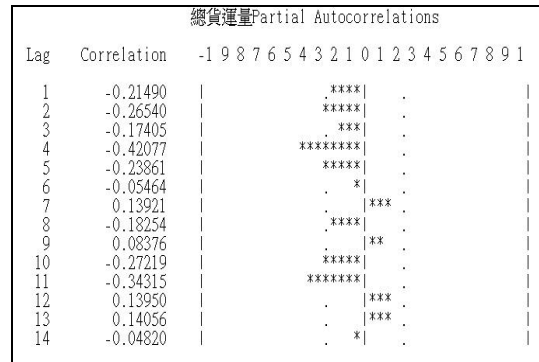 總貨運量Partial Autocorrelations
Lag Correlation -1 9 8 7 6 5 4 3 2 1 0 1 2 3 4 5 6 7 8 9 1
1 -0.21490 | .****| . |
2 -0.26540 | *****| . |
3 -0.17405 | . ***| . |
4 -0.42077 | ********| . |
5 -0.23861 | *****| . |
6 -0.05464 | . *| . |
7 0.13921 | . |*** . |
8 -0.18254 | .****| . |
9 0.08376 | . |** . |
10 -0.27219 | *****| . |
11 -0.34315 | *******| . |
12 0.13950 | . |*** . |
13 0.14056 | . |*** . |
14 -0.04820 | . *| . |